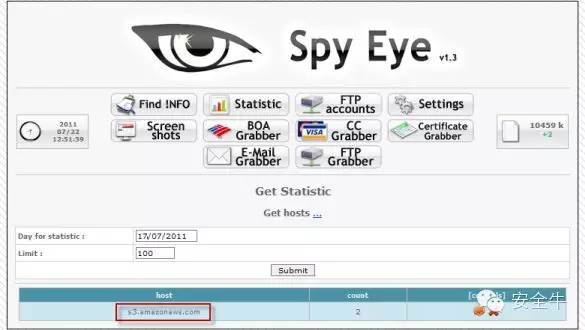 Spy Eye v1.3
Find INFO
Statistic
FTP accounts
Settings
2011
07/22
12:51:39
Screen shots
BOA Grabber
VISA
CC Grabber
Certificate Grabber
10459 k
+2
E-Mail Grabber
FTP Grabber
Get Statistic
Get hosts ...
Day for statistic :
17/07/2011
Limit :
100
Submit
host count
s3.amazonaws.com 2
安全牛